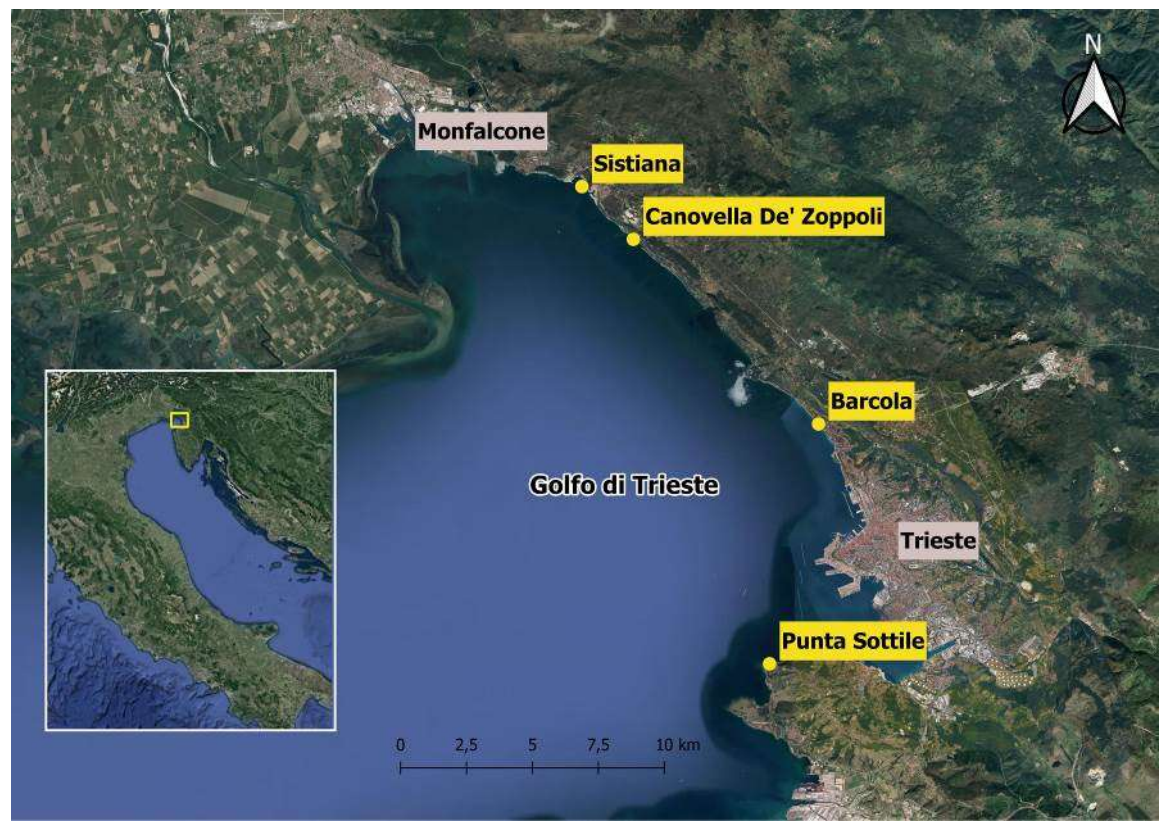 N
Monfalcone
Sistiana
Canovella De' Zoppoli
Barcola
Golfo di Trieste
Trieste
Punta Sottile
0 2,5 5 7,5 10 km